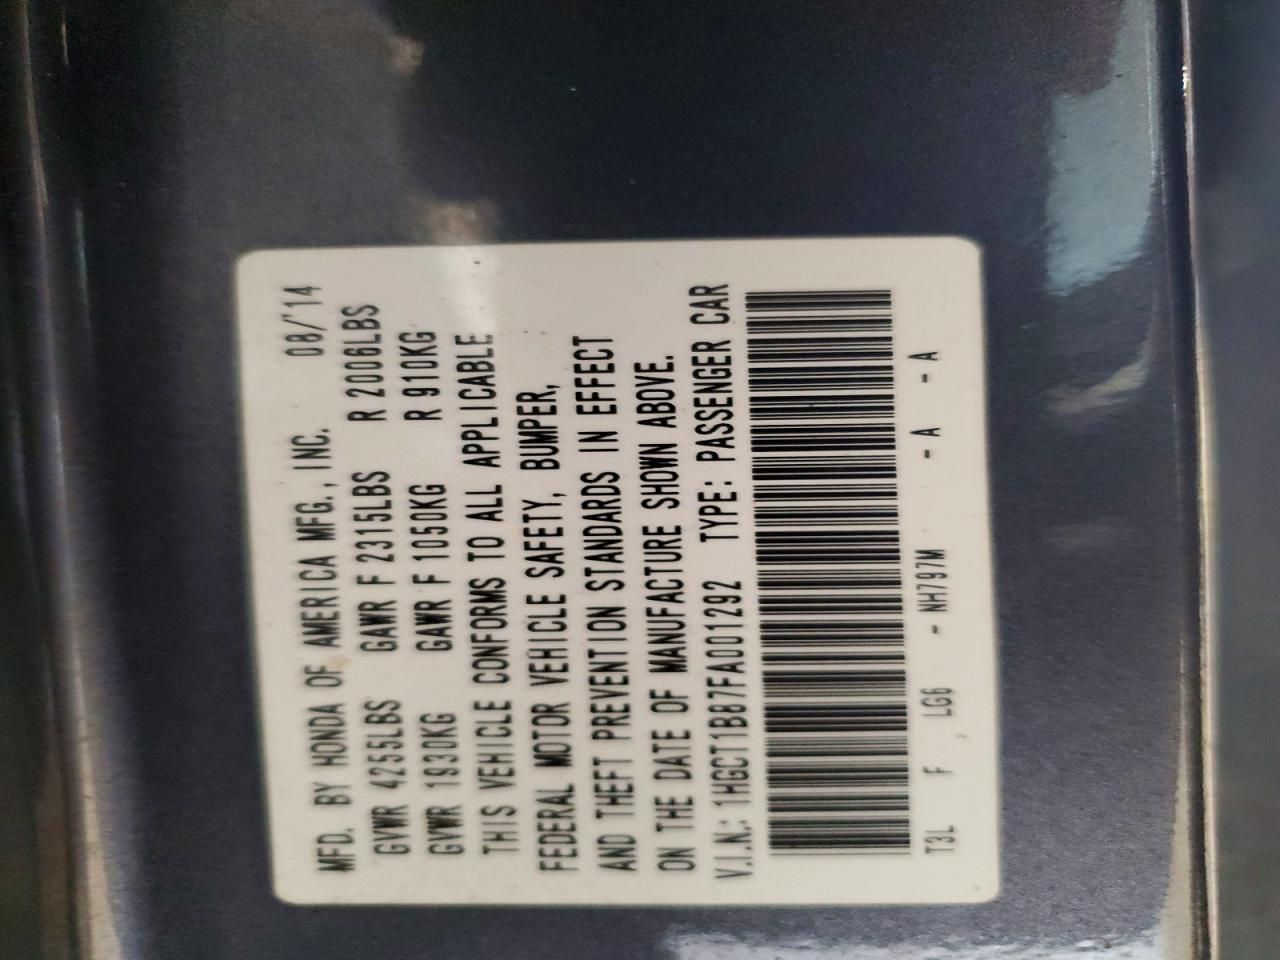 MFD. BY HONDA OF AMERICA MFG., INC. 08/'14
GVWR 4255LBS GAWR F 2315LBS R 2006LBS
GVWR 1930KG GAWR F 1050KG R 910KG
THIS VEHICLE CONFORMS TO ALL APPLICABLE
FEDERAL MOTOR VEHICLE SAFETY, BUMPER,
AND THEFT PREVENTION STANDARDS IN EFFECT
ON THE DATE OF MANUFACTURE SHOWN ABOVE.
V.I.N.: 1HGCT1B87FA001292 TYPE: PASSENGER CAR
T3L F LG6 - NH797M - A - A